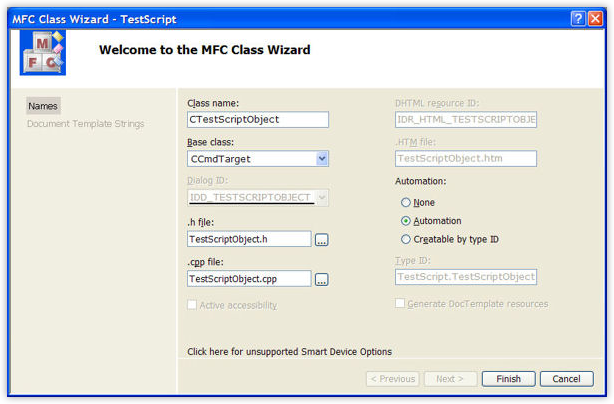 MFC Class Wizard - TestScript
M
F C
Welcome to the MFC Class Wizard
Names
Document Template Strings
Class name:
CTestScriptObject
Base class:
CCmdTarget
Dialog ID:
IDD_TESTSCRIPTOBJECT
.h file:
TestScriptObject.h
...
.cpp file:
TestScriptObject.cpp
...
Active accessibility
DHTML resource ID:
IDR_HTML_TESTSCRIPTOBJE
.HTM file:
TestScriptObject.htm
Automation:
None
Automation
Creatable by type ID
Type ID:
TestScript.TestScriptObject
Generate DocTemplate resources
Click here for unsupported Smart Device Options
< Previous
Next >
Finish
Cancel